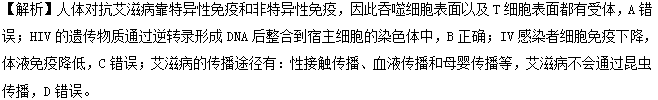 【解析】人体对抗艾滋病靠特异性免疫和非特异性免疫，因此吞噬细胞表面以及T细胞表面都有受体，A错
误；HIV的遗传物质通过逆转录形成DNA后整合到宿主细胞的染色体中，B正确；IV感染者细胞免疫下降，
体液免疫降低，C错误；艾滋病的传播途径有：性接触传播、血液传播和母婴传播等，艾滋病不会通过昆虫
传播，D错误。